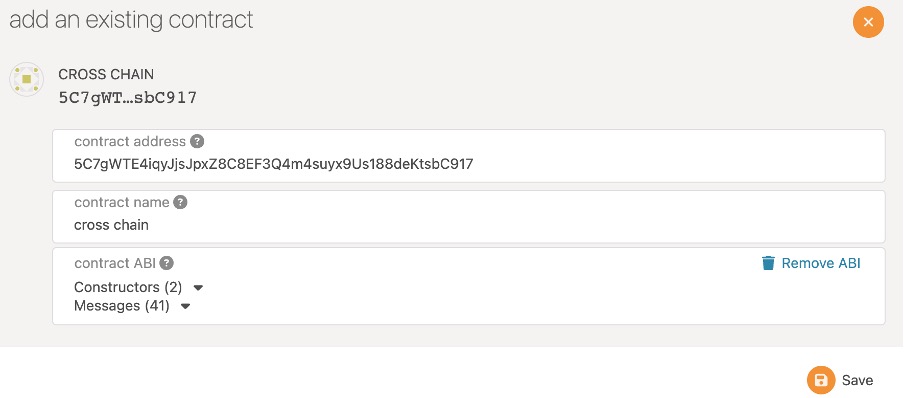 add an existing contract
CROSS CHAIN
5C7gWT…sbC917
contract address
5C7gWTE4iqyJjsJpxZ8C8EF3Q4m4suyx9Us188deKtsbC917
contract name
cross chain
contract ABI
Remove ABI
Constructors (2)
Messages (41)
Save